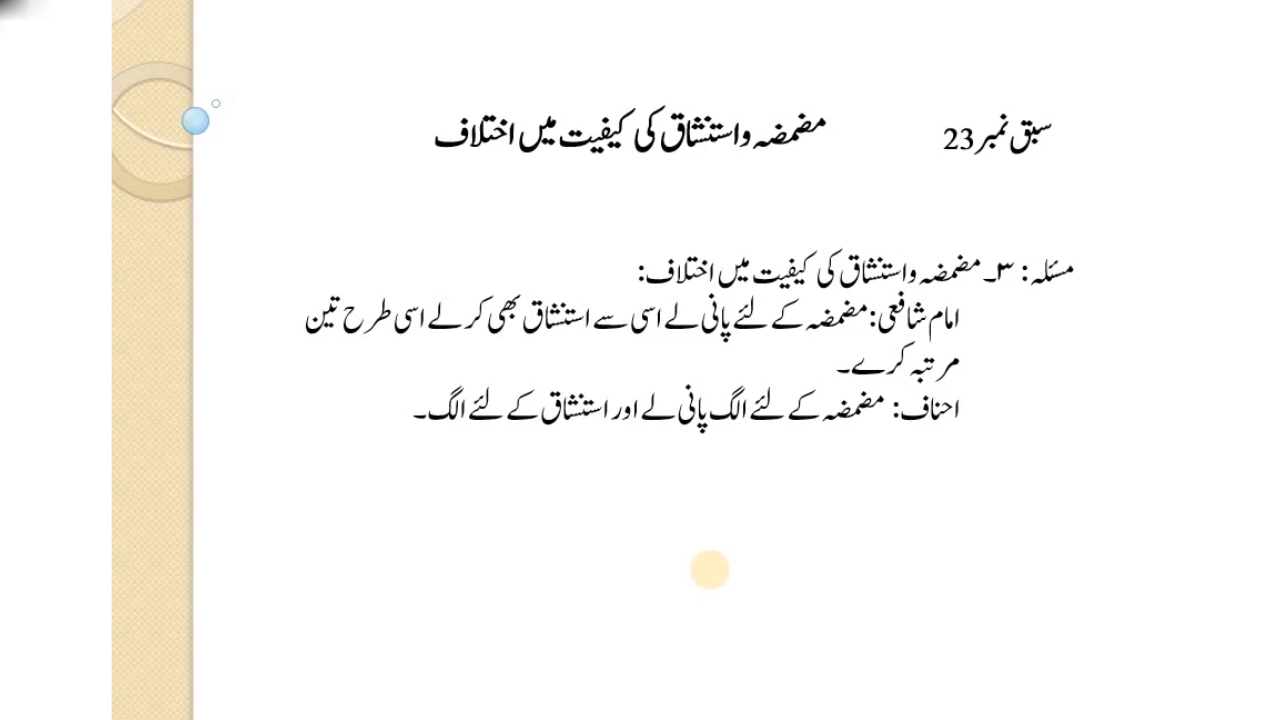 سبق نمبر 23 مضمضہ واستنشاق کی کیفیت میں اختلاف
مسئلہ: ۳۔ مضمضہ واستنشاق کی کیفیت میں اختلاف:
امام شافعی: مضمضہ کے لئے پانی لے اسی سے استنشاق بھی کرلے اسی طرح تین
مرتبہ کرے۔
احناف: مضمضہ کے لئے الگ پانی لے اور استنشاق کے لئے الگ۔